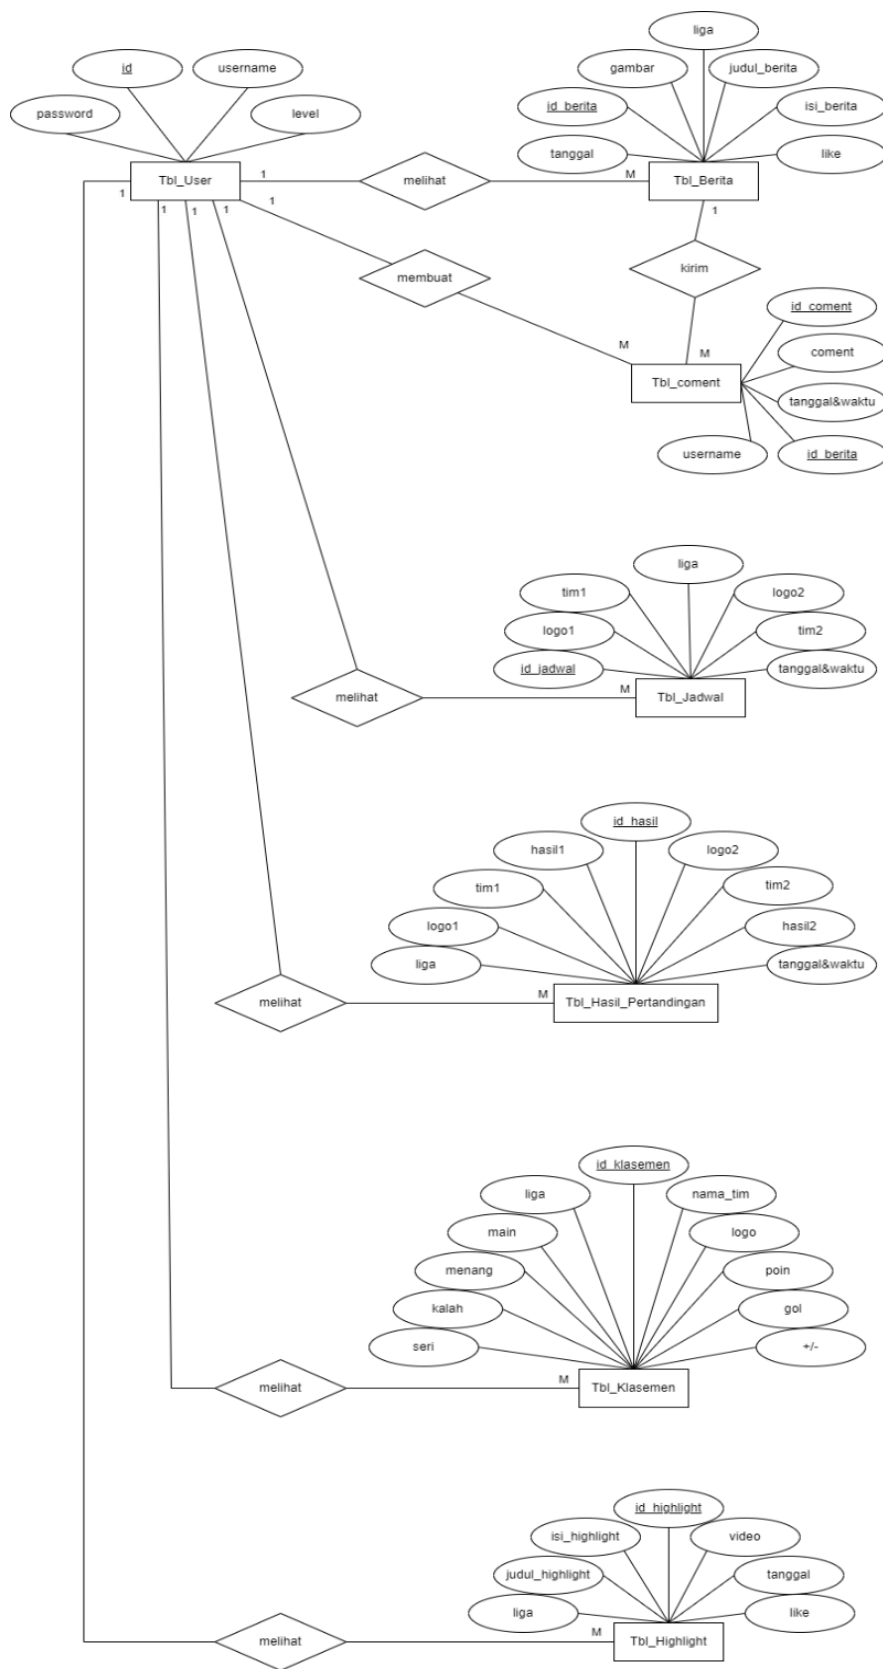 liga
id
username
gambar
judul_berita
password
level
id_berita
isi_berita
tanggal
like
Tbl_User
1
melihat
M
Tbl_Berita
1
1
1
1
1
1
1
membuat
kirim
id_coment
M
M
coment
Tbl_coment
tanggal&waktu
username
id_berita
liga
tim1
logo2
logo1
tim2
id_jadwal
tanggal&waktu
melihat
M
Tbl_Jadwal
id_hasil
hasil1
logo2
tim1
tim2
logo1
hasil2
liga
tanggal&waktu
melihat
M
Tbl_Hasil_Pertandingan
id_klasemen
liga
nama_tim
main
logo
menang
poin
kalah
gol
seri
+/-
melihat
M
Tbl_Klasemen
id_highlight
isi_highlight
video
judul_highlight
tanggal
liga
like
melihat
M
Tbl_Highlight